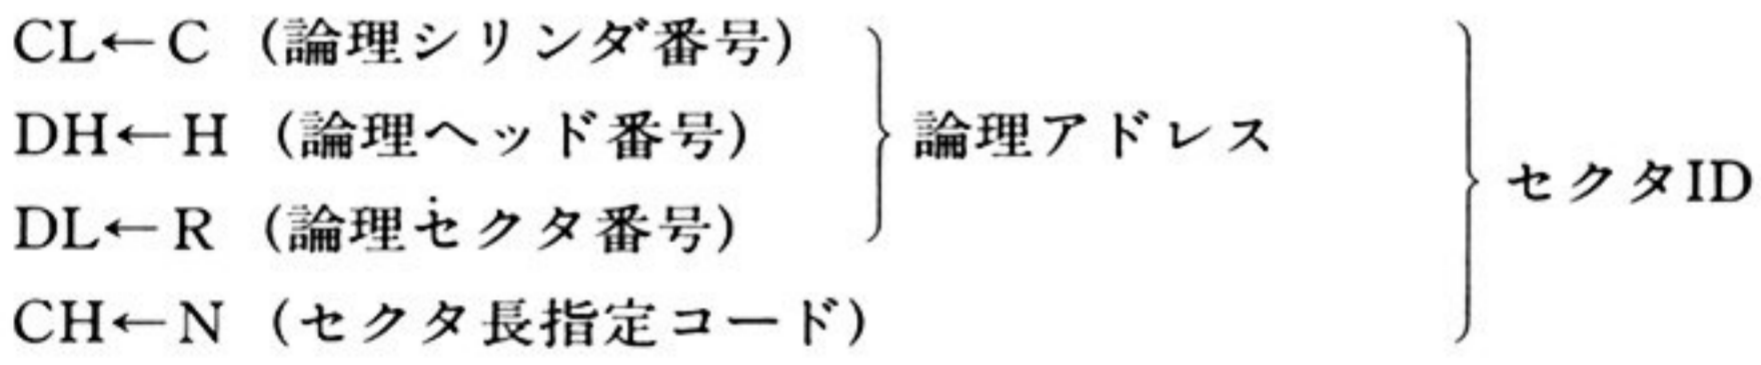 CL←C (論理シリンダ番号)
DH←H (論理ヘッド番号) 論理アドレス
DL←R (論理セクタ番号)
セクタID
CH←N (セクタ長指定コード)